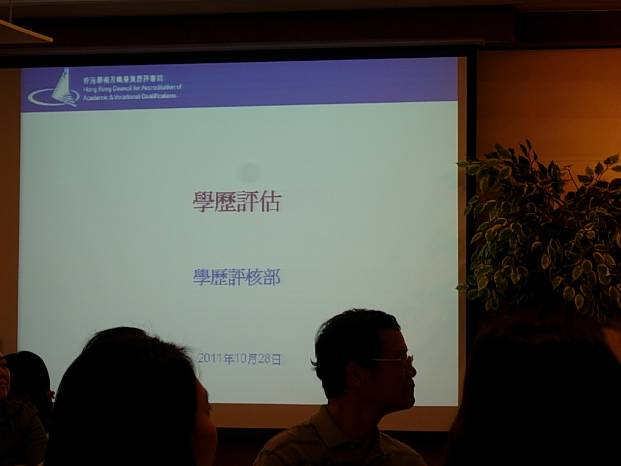 香港學術及職業資歷評審局
Hong Kong Council for Accreditation of
Academic & Vocational Qualifications
學歷評估
學歷評核部
2011年10月28日